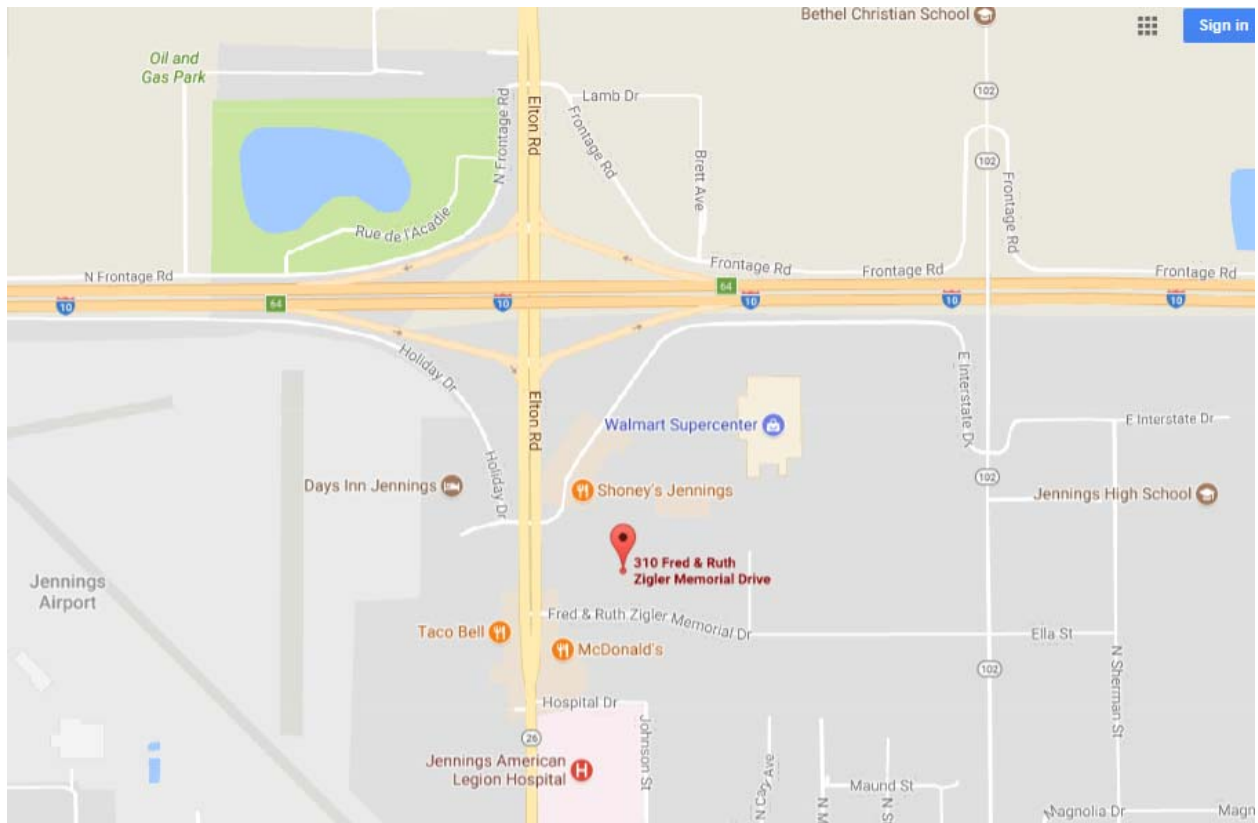 Bethel Christian School
Sign in
Oil and
Gas Park
102
Lamb Dr
Elton Rd
N Frontage Rd
Frontage Rd
Brett Ave
102
Frontage Rd
Rue de l'Acadie
N Frontage Rd
Frontage Rd
Frontage Rd
Frontage Rd
64
64
10
10
10
10
10
Holiday Dr
E Interstate Dr
Elton Rd
Walmart Supercenter
E Interstate Dr
Holiday Dr
Days Inn Jennings
Shoney's Jennings
102
Jennings High School
310 Fred & Ruth
Zigler Memorial Drive
Jennings
Airport
Fred & Ruth Zigler Memorial Dr
Taco Bell
McDonald's
Ella St
102
N Sherman St
Hospital Dr
Johnson St
26
Jennings American
Legion Hospital
H
N Cary Ave
N M
Maund St
N S
Magnolia Dr
Magn